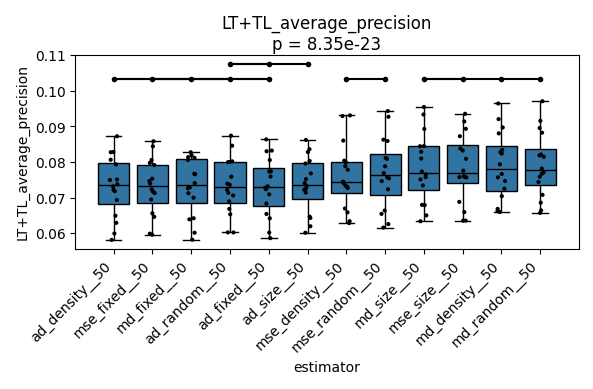 LT+TL_average_precision
p = 8.35e-23
LT+TL_average_precision
0.11
0.10
0.09
0.08
0.07
0.06
ad_density__50
mse_fixed__50
md_fixed__50
ad_random__50
ad_fixed__50
ad_size__50
mse_density__50
mse_random__50
md_size__50
mse_size__50
md_density__50
md_random__50
estimator